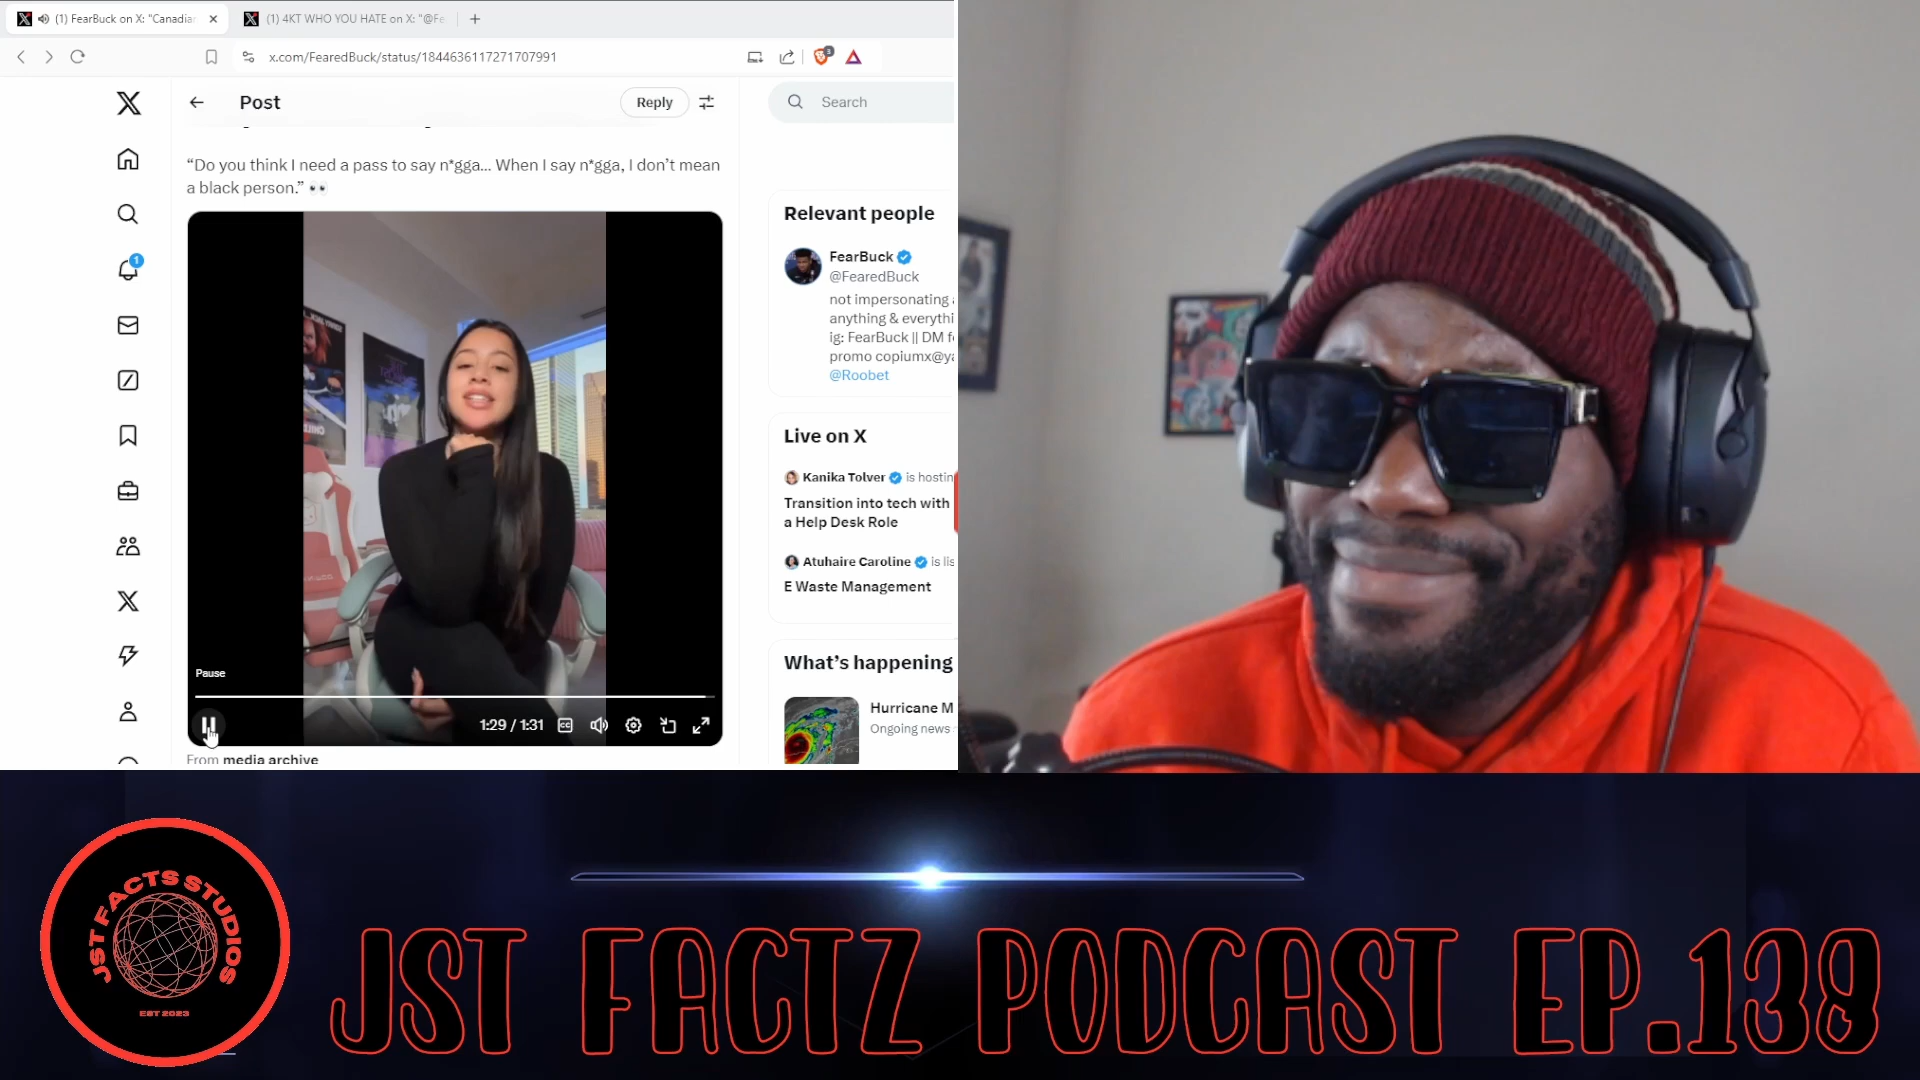 (1) FearBuck on X: "Canadia
(1) 4KT WHO YOU HATE on X: "@Fe
x.com/FearedBuck/status/1844636117271707991
3
Post
Reply
Search
“Do you think I need a pass to say n*gga... When I say n*gga, I don’t mean
a black person.” 👀
1
Pause
1:29 / 1:31
CC
From media archive
Relevant people
FearBuck
@FearedBuck
not impersonating
anything & everythi
ig: FearBuck || DM f
promo copiumx@ya
@Roobet
Live on X
Kanika Tolver is hostin
Transition into tech with
a Help Desk Role
Atuhaire Caroline is lis
E Waste Management
What’s happening
Hurricane M
Ongoing news
JST FACTS STUDIOS
EST 2023
JST FACTZ PODCAST EP.138